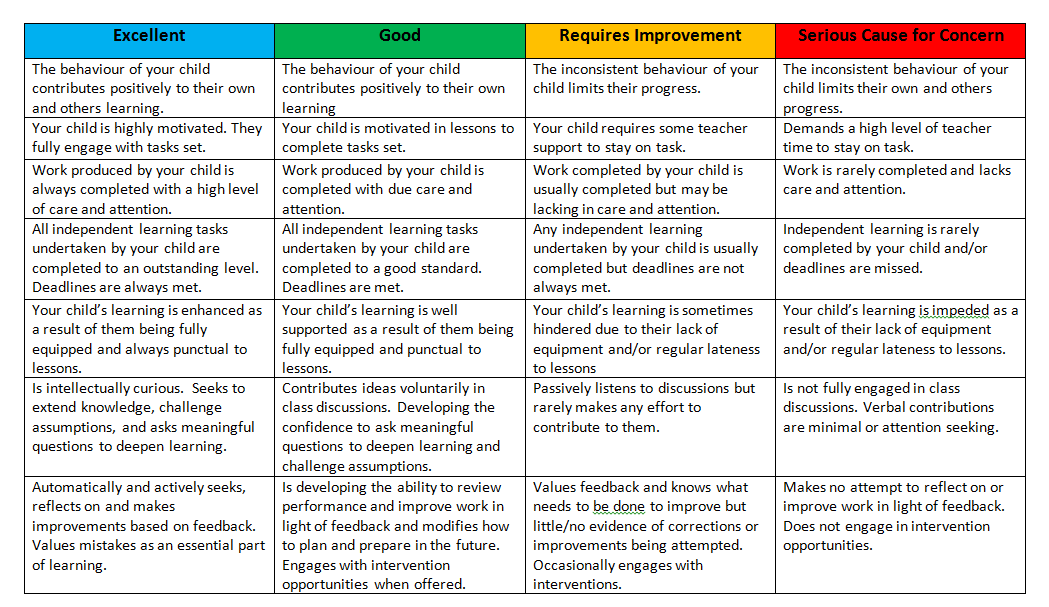 Excellent
Good
Requires Improvement
Serious Cause for Concern
The behaviour of your child
contributes positively to their own
and others learning.
The behaviour of your child
contributes positively to their own
learning
The inconsistent behaviour of your
child limits their progress.
The inconsistent behaviour of your
child limits their own and others
progress.
Your child is highly motivated. They
fully engage with tasks set.
Your child is motivated in lessons to
complete tasks set.
Your child requires some teacher
support to stay on task.
Demands a high level of teacher
time to stay on task.
Work produced by your child is
always completed with a high level
of care and attention.
Work produced by your child is
completed with due care and
attention.
Work completed by your child is
usually completed but may be
lacking in care and attention.
Work is rarely completed and lacks
care and attention.
All independent learning tasks
undertaken by your child are
completed to an outstanding level.
Deadlines are always met.
All independent learning tasks
undertaken by your child are
completed to a good standard.
Deadlines are met.
Any independent learning
undertaken by your child is usually
completed but deadlines are not
always met.
Independent learning is rarely
completed by your child and/or
deadlines are missed.
Your child's learning is enhanced as
a result of them being fully
equipped and always punctual to
lessons.
Your child's learning is well
supported as a result of them being
fully equipped and punctual to
lessons.
Your child's learning is sometimes
hindered due to their lack of
equipment and/or regular lateness
to lessons
Your child's learning is impeded as a
result of their lack of equipment
and/or regular lateness to lessons.
Is intellectually curious. Seeks to
extend knowledge, challenge
assumptions, and asks meaningful
questions to deepen learning.
Contributes ideas voluntarily in
class discussions. Developing the
confidence to ask meaningful
questions to deepen learning and
challenge assumptions.
Passively listens to discussions but
rarely makes any effort to
contribute to them.
Is not fully engaged in class
discussions. Verbal contributions
are minimal or attention seeking.
Automatically and actively seeks,
reflects on and makes
improvements based on feedback.
Values mistakes as an essential part
of learning.
Is developing the ability to review
performance and improve work in
light of feedback and modifies how
to plan and prepare in the future.
Engages with intervention
opportunities when offered.
Values feedback and knows what
needs to be done to improve but
little/no evidence of corrections or
improvements being attempted.
Occasionally engages with
interventions.
Makes no attempt to reflect on or
improve work in light of feedback.
Does not engage in intervention
opportunities.